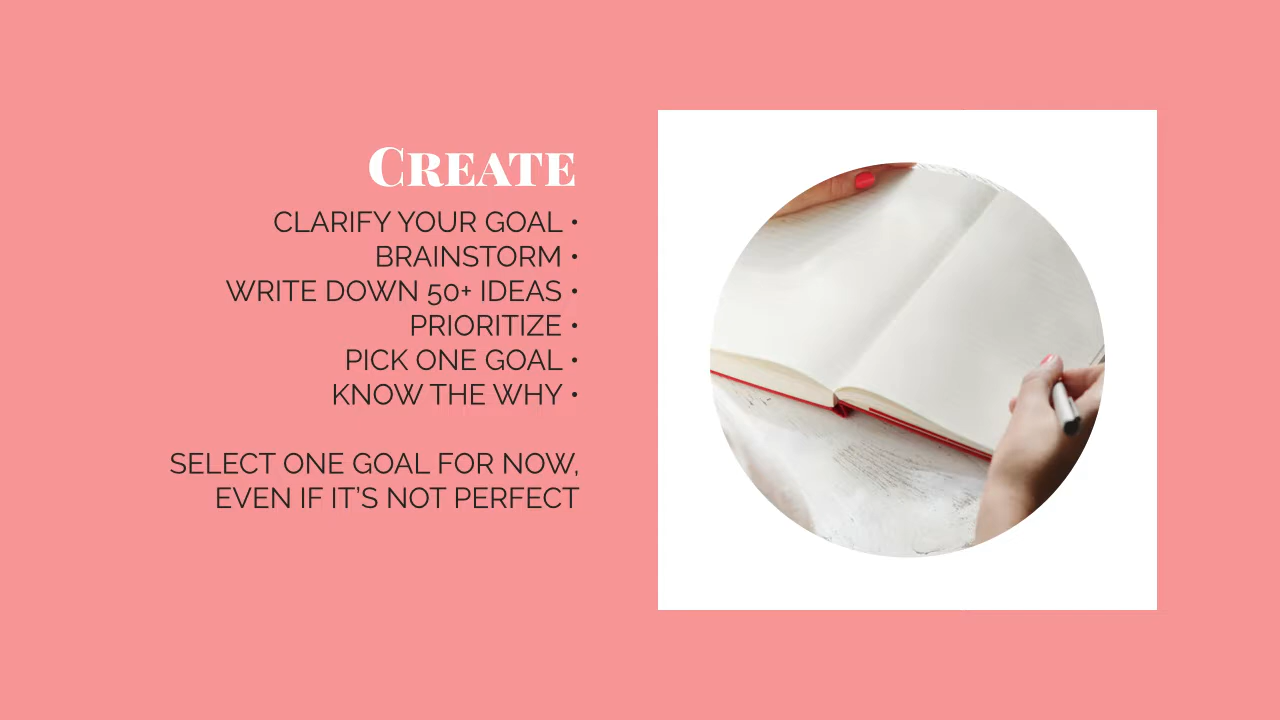 CREATE
CLARIFY YOUR GOAL •
BRAINSTORM •
WRITE DOWN 50+ IDEAS •
PRIORITIZE •
PICK ONE GOAL •
KNOW THE WHY •
SELECT ONE GOAL FOR NOW,
EVEN IF IT'S NOT PERFECT